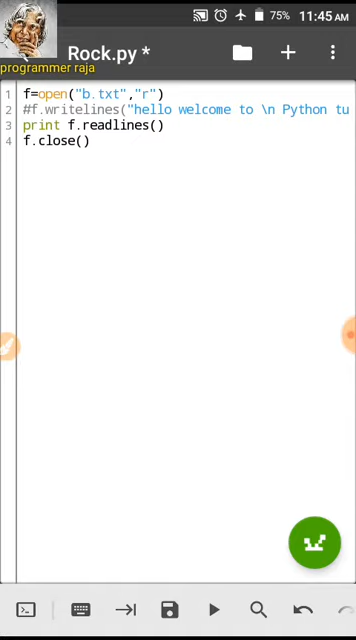 75% 11:45 AM
Rock.py *
programmer raja
1 f=open("b.txt","r")
2 #f.writelines("hello welcome to \n Python tu
3 print f.readlines()
4 f.close()